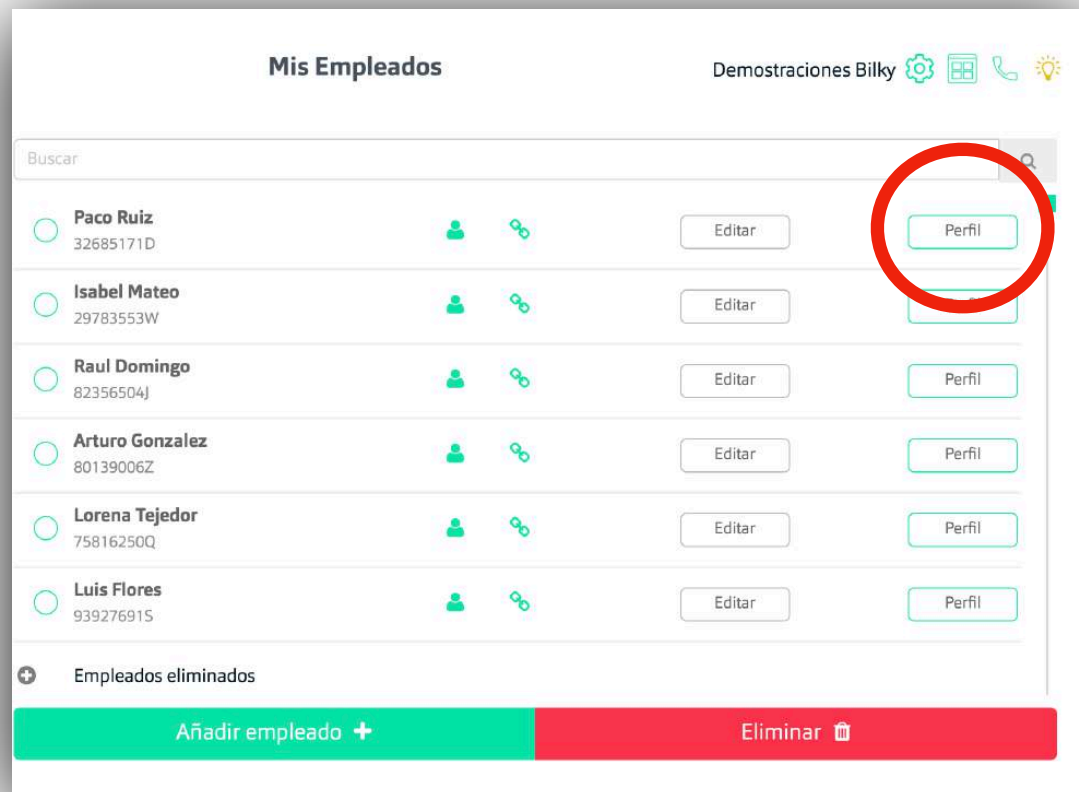 Mis Empleados
Demostraciones Bilky
Buscar
Paco Ruiz
32685171D
Editar
Perfil
Isabel Mateo
29783553W
Editar
Raul Domingo
82356504J
Editar
Perfil
Arturo Gonzalez
80139006Z
Editar
Perfil
Lorena Tejedor
75816250Q
Editar
Perfil
Luis Flores
93927691S
Editar
Perfil
Empleados eliminados
Añadir empleado
Eliminar